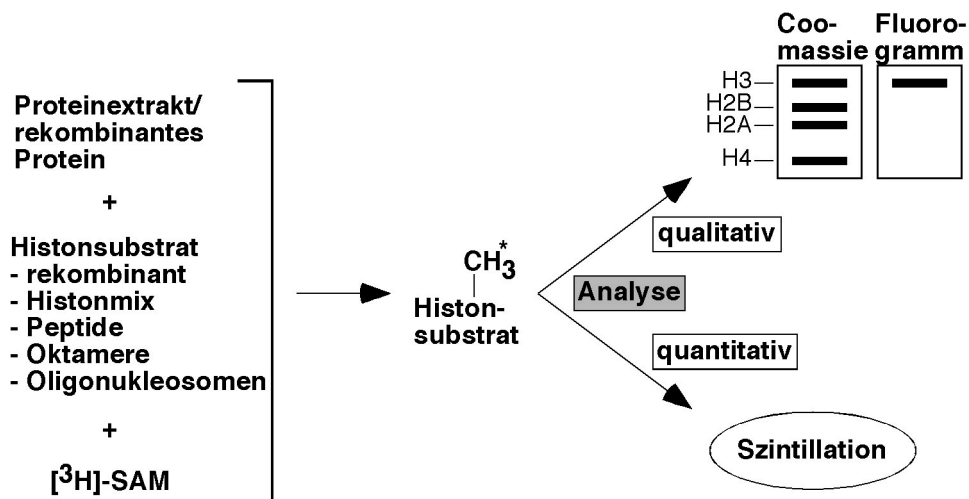 Proteinextrakt/
rekombinantes
Protein
+
Histonsubstrat
- rekombinant
- Histonmix
- Peptide
- Oktamere
- Oligonukleosomen
+
[³H]-SAM
*
CH₃
Histon-
substrat
Analyse
qualitativ
quantitativ
Coo-
massie
Fluoro-
gramm
H3
H2B
H2A
H4
Szintillation